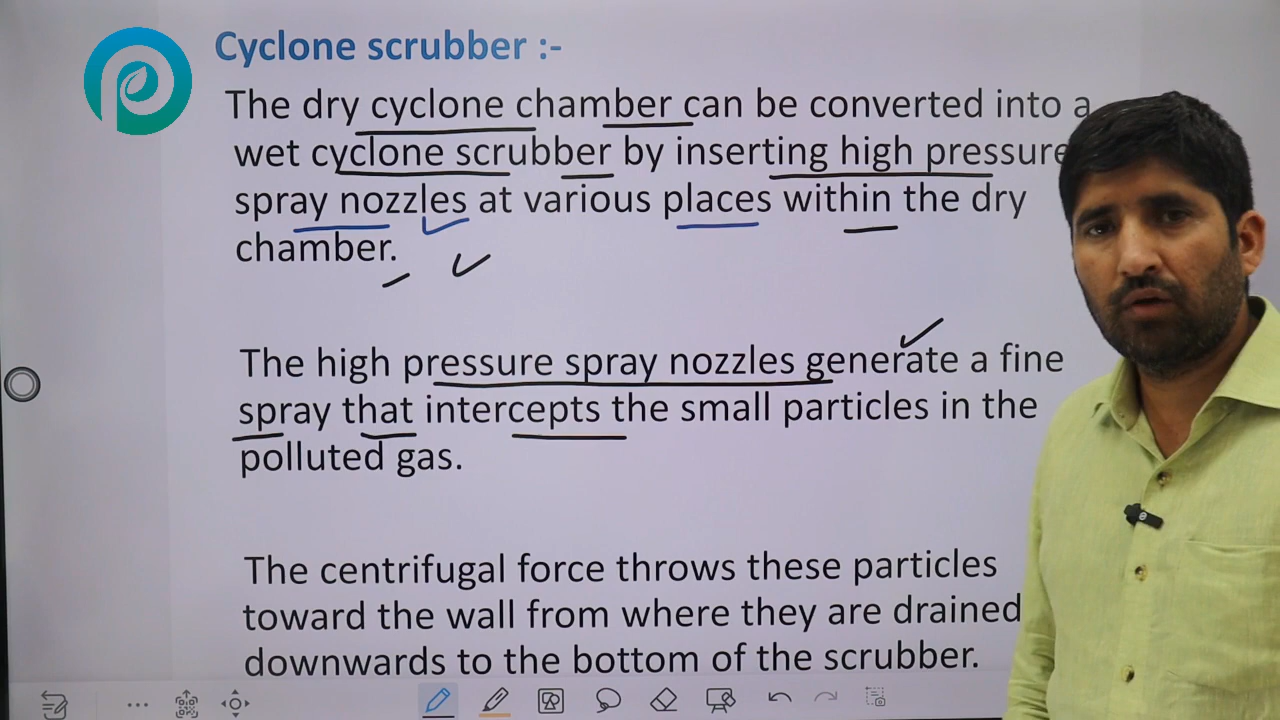 Cyclone scrubber :-
The dry cyclone chamber can be converted into a
wet cyclone scrubber by inserting high pressure
spray nozzles at various places within the dry
chamber.
The high pressure spray nozzles generate a fine
spray that intercepts the small particles in the
polluted gas.
The centrifugal force throws these particles
toward the wall from where they are drained
downwards to the bottom of the scrubber.